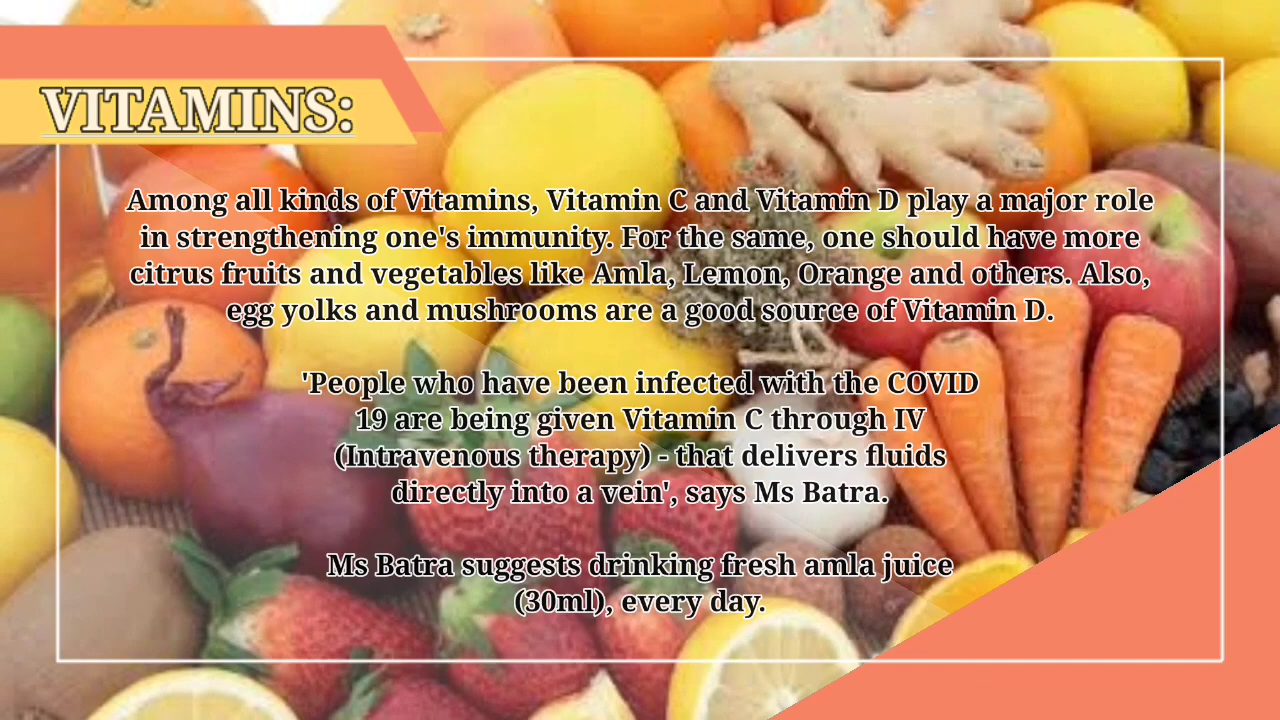 VITAMINS:
Among all kinds of Vitamins, Vitamin C and Vitamin D play a major role
in strengthening one's immunity. For the same, one should have more
citrus fruits and vegetables like Amla, Lemon, Orange and others. Also,
egg yolks and mushrooms are a good source of Vitamin D.
'People who have been infected with the COVID
19 are being given Vitamin C through IV
(Intravenous therapy) - that delivers fluids
directly into a vein', says Ms Batra.
Ms Batra suggests drinking fresh amla juice
(30ml), every day.